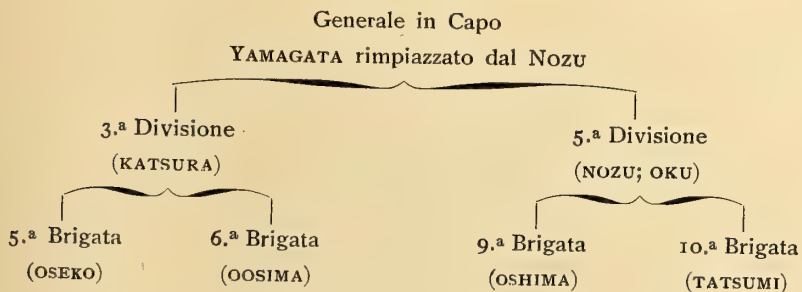 Generale in Capo
YAMAGATA rimpiazzato dal NOZU
3.ª Divisione
(KATSURA)
5.ª Divisione
(NOZU; OKU)
5.ª Brigata
(OSEKO)
6.ª Brigata
(OOSIMA)
9.ª Brigata
(OSHIMA)
10.ª Brigata
(TATSUMI)